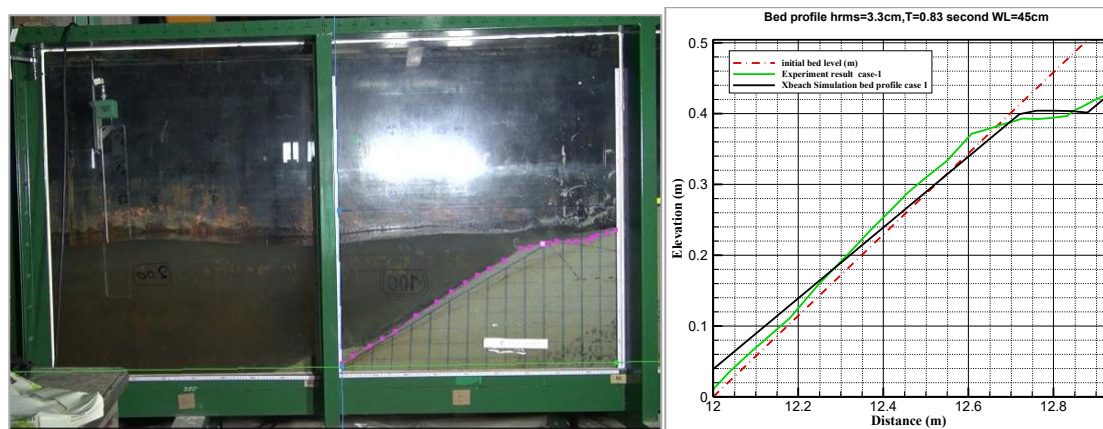 200
100
Bed profile hrms=3.3cm,T=0.83 second WL=45cm
initial bed level (m)
Experiment result case-1
Xbeach Simulation bed profile case 1
Elevation (m)
0.5
0.4
0.3
0.2
0.1
0
12
12.2
12.4
12.6
12.8
Distance (m)